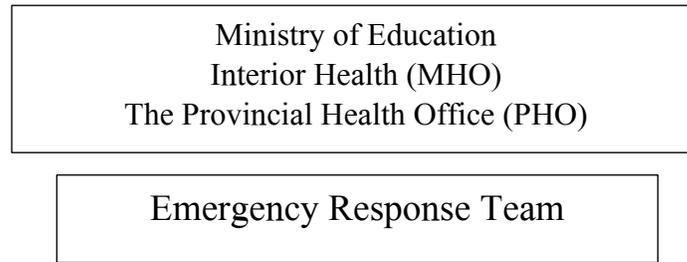 Ministry of Education
Interior Health (MHO)
The Provincial Health Office (PHO)
Emergency Response Team